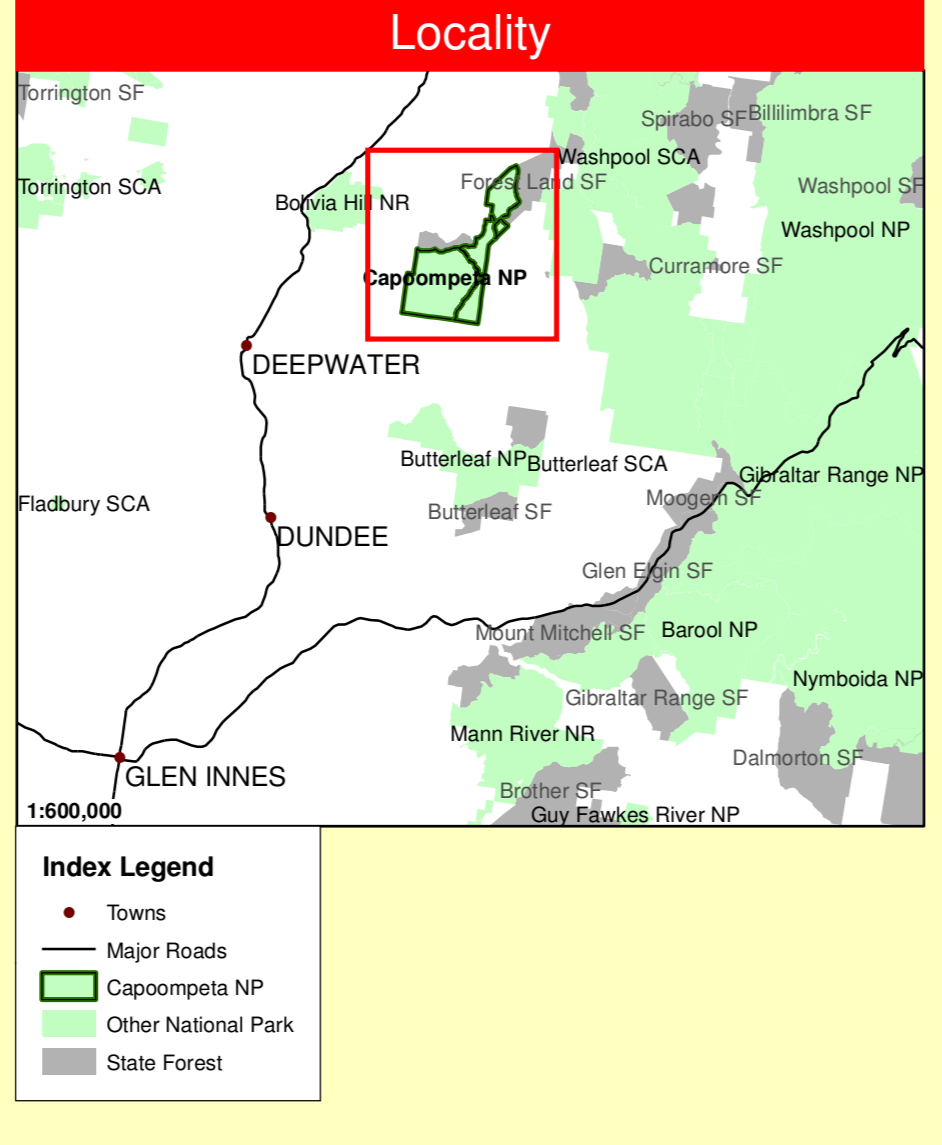 Locality
Torrington SF
Spirabo SF
Billilimbra SF
Washpool SCA
Torrington SCA
Forest Land SF
Washpool SF
Bolivia Hill NR
Washpool NP
Curramore SF
Capoompeta NP
DEEPWATER
Butterleaf NP
Butterleaf SCA
Gibraltar Range NP
Moogem SF
Fladbury SCA
Butterleaf SF
DUNDEE
Glen Elgin SF
Mount Mitchell SF
Barool NP
Nymboida NP
Gibraltar Range SF
Mann River NR
Dalmorton SF
GLEN INNES
Brother SF
1:600,000
Guy Fawkes River NP
Index Legend
Towns
Major Roads
Capoompeta NP
Other National Park
State Forest